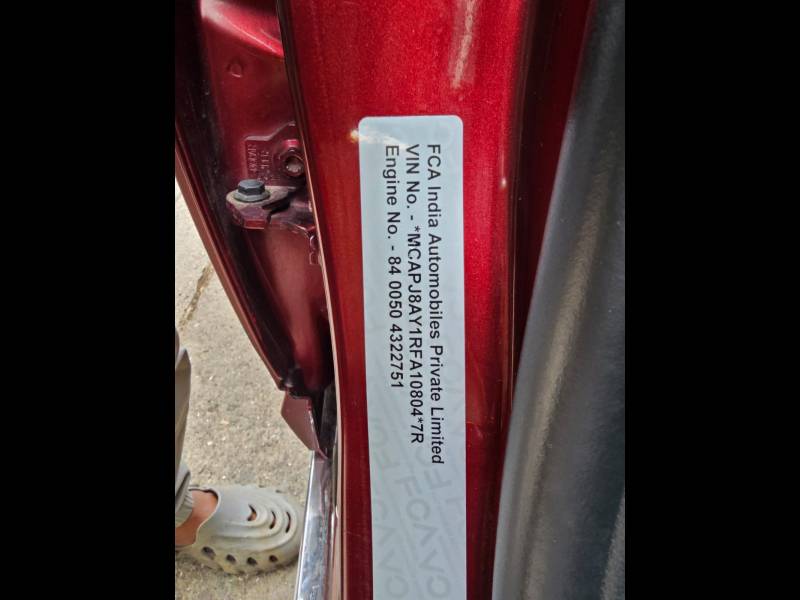 FCA India Automobiles Private Limited
VIN No. - *MCAPJ8AY1RFA10804*7R
Engine No. - 84 0050 4322751